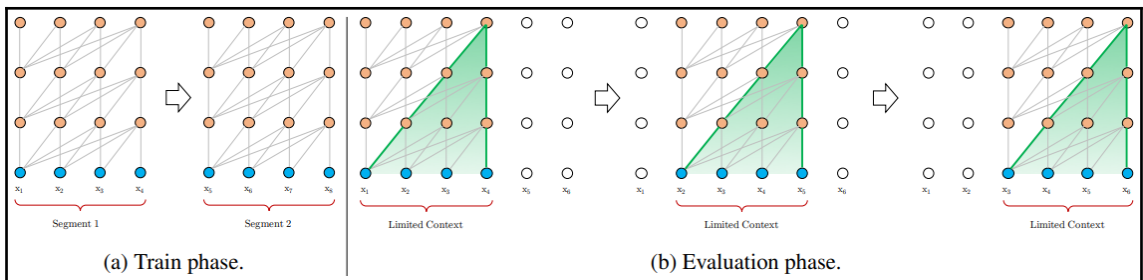 x1 x2 x3 x4 x5 x6 x7 x8 x1 x2 x3 x4 x5 x6 x1 x2 x3 x4 x5 x6 x1 x2 x3 x4 x5 x6
Segment 1 Segment 2 Limited Context Limited Context Limited Context
(a) Train phase. (b) Evaluation phase.